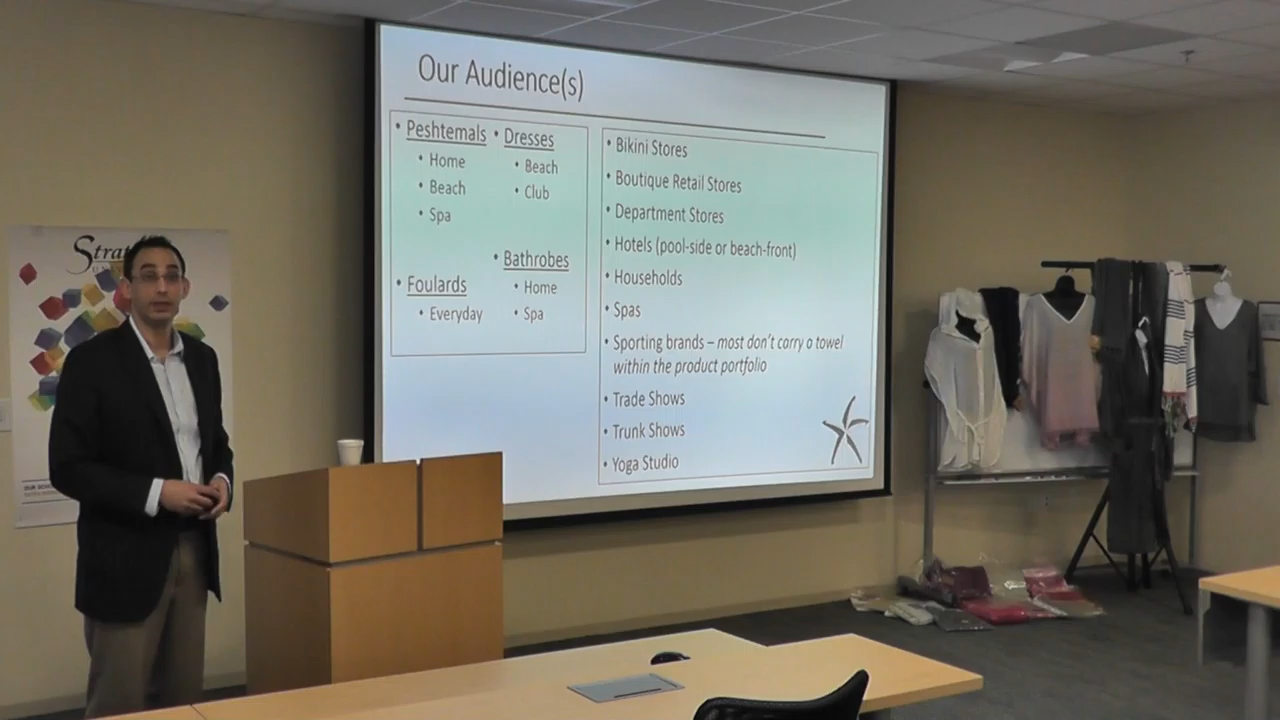 Our Audience(s)
• Peshtemals
• Home
• Beach
• Spa
• Foulards
• Everyday
• Dresses
• Beach
• Club
• Bathrobes
• Home
• Spa
• Bikini Stores
• Boutique Retail Stores
• Department Stores
• Hotels (pool-side or beach-front)
• Households
• Spas
• Sporting brands – most don't carry a towel
within the product portfolio
• Trade Shows
• Trunk Shows
• Yoga Studio